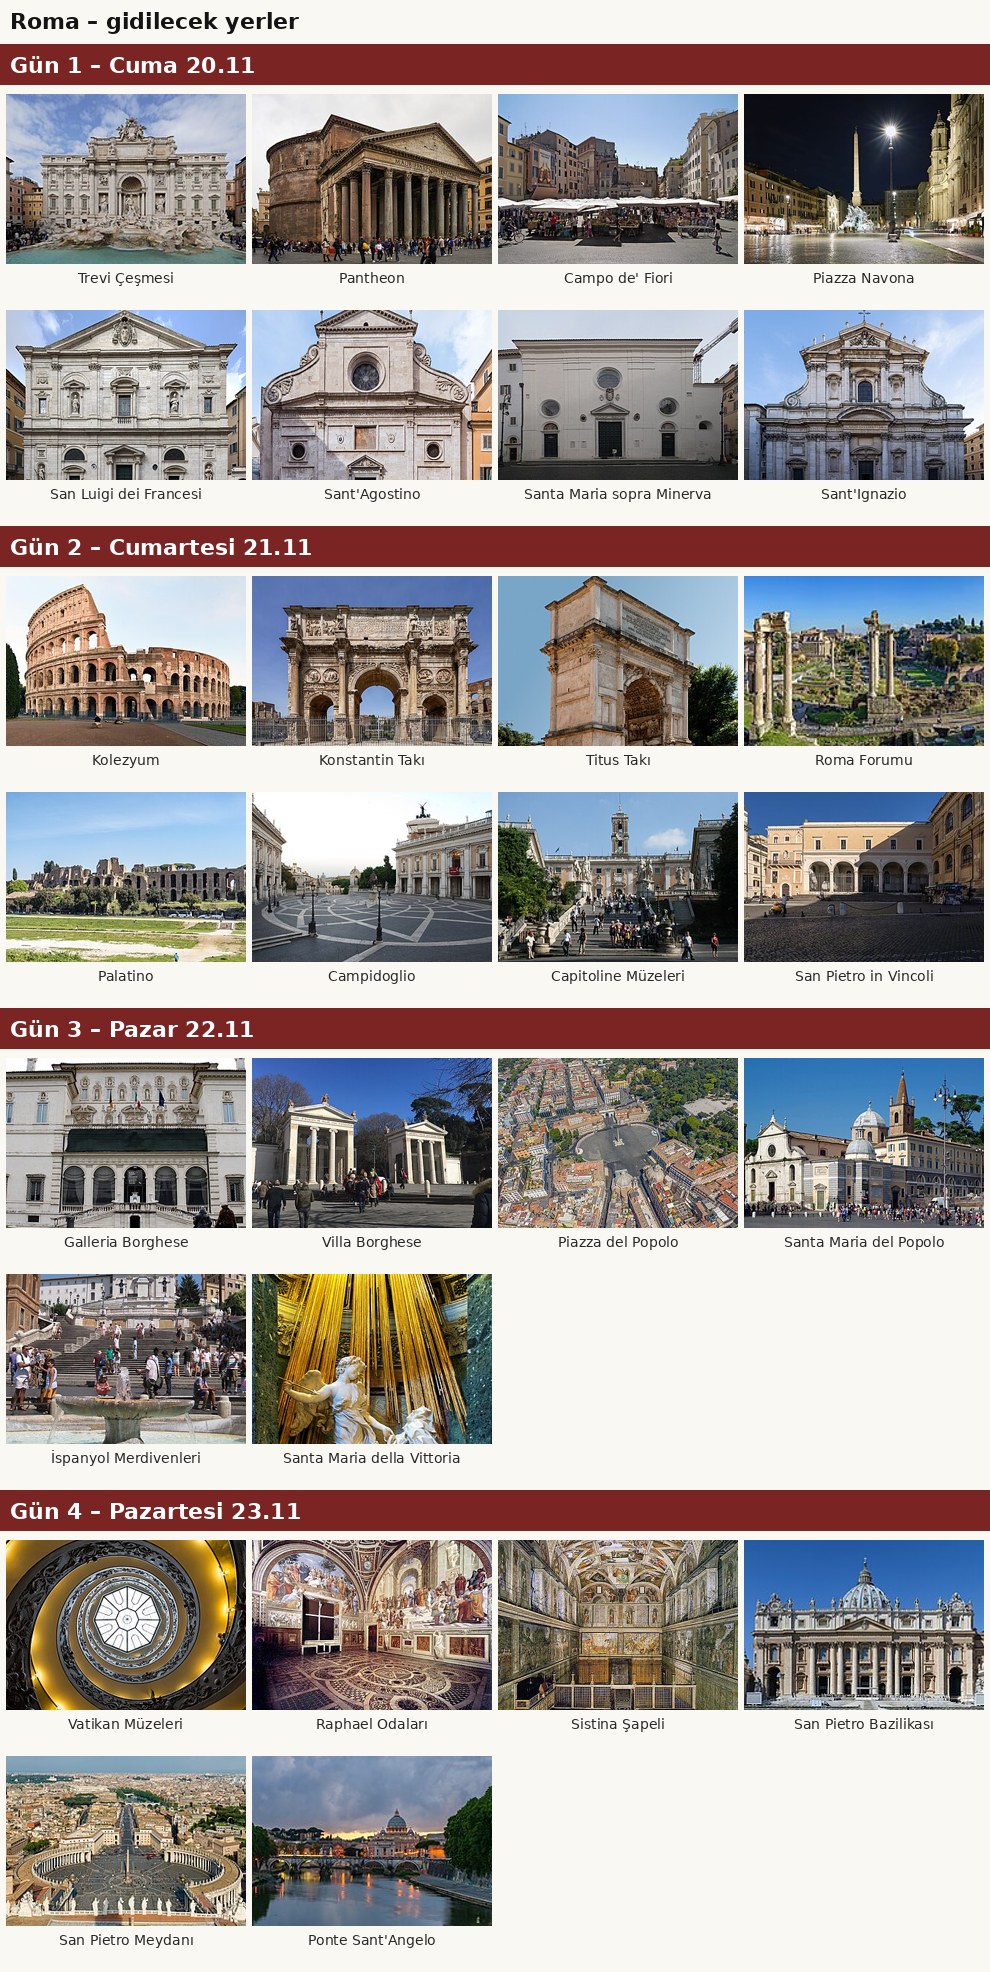 Roma – gidilecek yerler
Gün 1 – Cuma 20.11
Trevi Çeşmesi
Pantheon
Campo de' Fiori
Piazza Navona
San Luigi dei Francesi
Sant'Agostino
Santa Maria sopra Minerva
Sant'Ignazio
Gün 2 – Cumartesi 21.11
Kolezyum
Konstantin Takı
Titus Takı
Roma Forumu
Palatino
Campidoglio
Capitoline Müzeleri
San Pietro in Vincoli
Gün 3 – Pazar 22.11
Galleria Borghese
Villa Borghese
Piazza del Popolo
Santa Maria del Popolo
İspanyol Merdivenleri
Santa Maria della Vittoria
Gün 4 – Pazartesi 23.11
Vatikan Müzeleri
Raphael Odaları
Sistina Şapeli
San Pietro Bazilikası
San Pietro Meydanı
Ponte Sant'Angelo